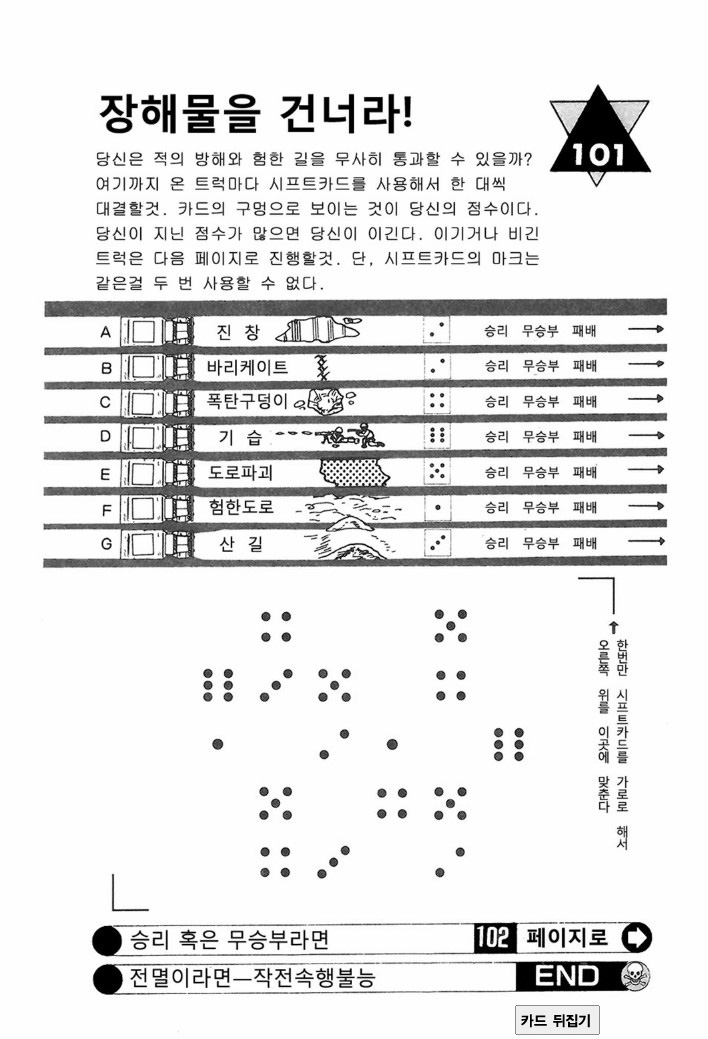 장해물을 건너라!
101
당신은 적의 방해와 험한 길을 무사히 통과할 수 있을까?
여기까지 온 트럭마다 시프트카드를 사용해서 한 대씩
대결할것. 카드의 구멍으로 보이는 것이 당신의 점수이다.
당신이 지닌 점수가 많으면 당신이 이긴다. 이기거나 비긴
트럭은 다음 페이지로 진행할것. 단, 시프트카드의 마크는
같은걸 두 번 사용할 수 없다.
A 진 창 승리 무승부 패배
B 바리케이트 승리 무승부 패배
C 폭탄구덩이 승리 무승부 패배
D 기 습 승리 무승부 패배
E 도로파괴 승리 무승부 패배
F 험한도로 승리 무승부 패배
G 산 길 승리 무승부 패배
한번만 시프트카드를 가로로 해서
오른쪽 위를 이곳에 맞춘다
승리 혹은 무승부라면 102 페이지로
전멸이라면—작전속행불능 END
카드 뒤집기